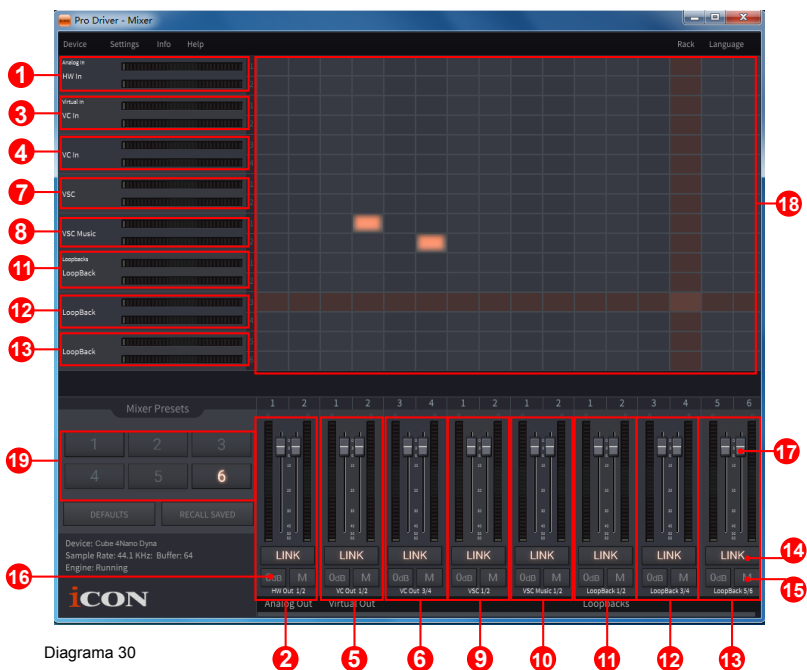 Pro Driver - Mixer
Device Settings Info Help Rack Language
Analog In
1 HW In
Virtual In
3 VC In
4 VC In
7 VSC
18
8 VSC Music
Loopbacks
11 LoopBack
12 LoopBack
13 LoopBack
1 2 1 2 3 4 1 2 1 2 1 2 3 4 5 6
Mixer Presets
1 2 3
19
17
4 5 6
DEFAULTS RECALL SAVED
Device: Cube 4Nano Dyna
Sample Rate: 44.1 KHz: Buffer: 64
Engine: Running
LINK LINK LINK LINK LINK LINK LINK LINK 14
16 0dB M 0dB M 0dB M 0dB M 0dB M 0dB M 0dB M 0dB M 15
HW Out 1/2 VC Out 1/2 VC Out 3/4 VSC 1/2 VSC Music 1/2 LoopBack 1/2 LoopBack 3/4 LoopBack 5/6
iCON
Analog Out Virtual Out Loopbacks
Diagrama 30
2 5 6 9 10 11 12 13